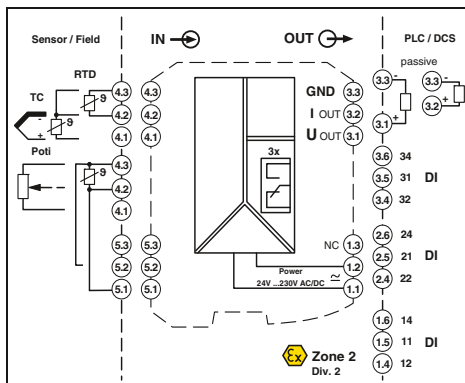 Sensor / Field
IN
OUT
PLC / DCS
passive
RTD
TC
ϑ
ϑ
- +
Poti
ϑ
4.3
4.2
4.1
4.3
4.2
4.1
5.3
5.2
5.1
4.3
4.2
4.1
5.3
5.2
5.1
3x
GND 3.3
I OUT 3.2
U OUT 3.1
NC 1.3
1.2
1.1
Power
24V ...230V AC/DC
3.3 -
3.1 +
3.3 -
3.2 +
3.6 34
3.5 31 DI
3.4 32
2.6 24
2.5 21 DI
2.4 22
1.6 14
1.5 11 DI
1.4 12
Ex Zone 2
Div. 2